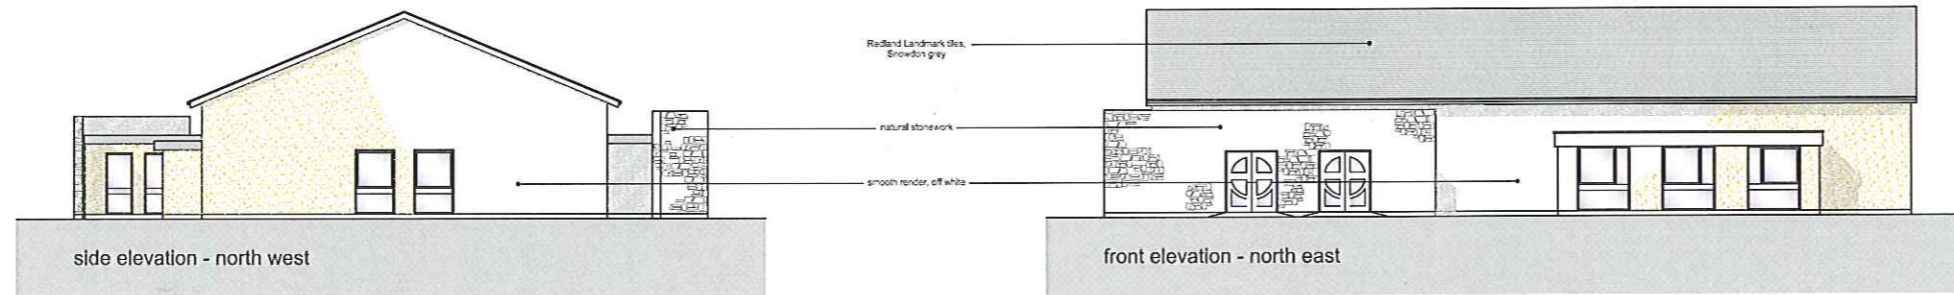 Redland Landmark tiles,
Snowdon grey
natural stonework
smooth render, off white
side elevation - north west
front elevation - north east